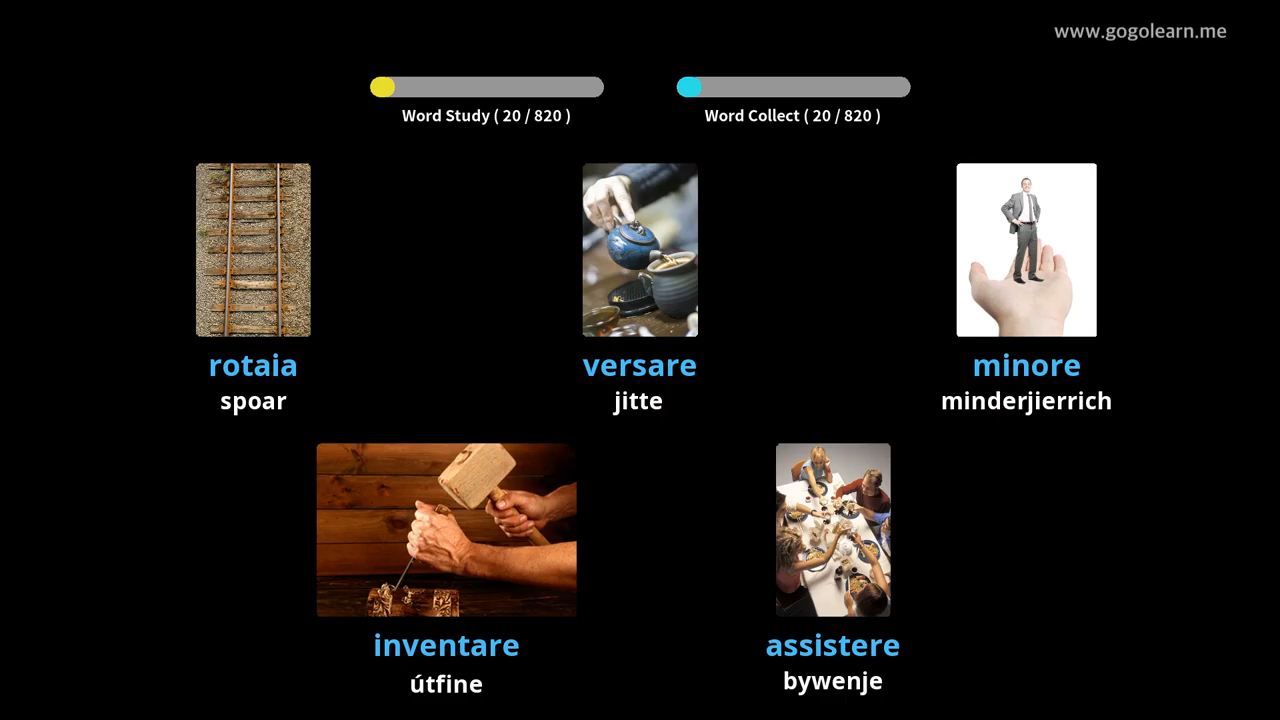 www.gogolearn.me
Word Study ( 20 / 820 )
Word Collect ( 20 / 820 )
rotaia
spoar
versare
jitte
minore
minderjierrich
inventare
útfine
assistere
bywenje